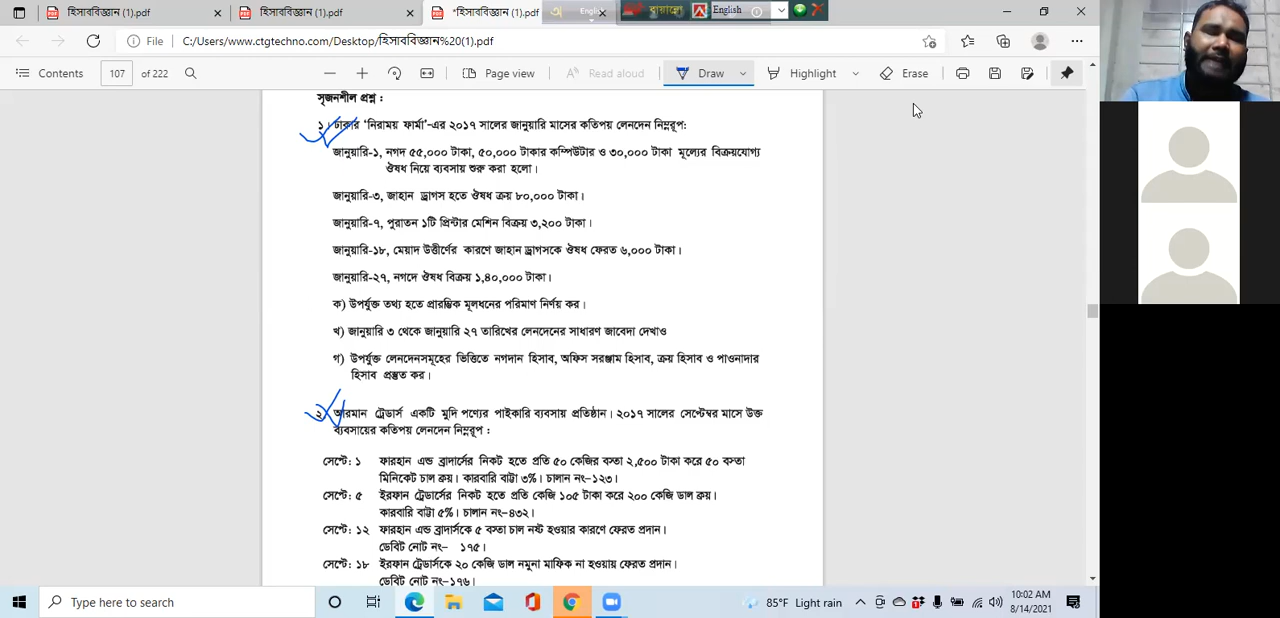 হিসাববিজ্ঞান (1).pdf
হিসাববিজ্ঞান (1).pdf
*হিসাববিজ্ঞান (1).pdf
English
বায়ান্নো
English
File
C:/Users/www.ctgtechno.com/Desktop/হিসাববিজ্ঞান%20(1).pdf
Contents
107
of 222
Page view
Read aloud
Draw
Highlight
Erase
সৃজনশীল প্রশ্ন :
১। ঢাকার 'নিরাময় ফার্মা'-এর ২০১৭ সালের জানুয়ারি মাসের কতিপয় লেনদেন নিম্নরূপ:
জানুয়ারি-১, নগদ ৫৫,০০০ টাকা, ৫০,০০০ টাকার কম্পিউটার ও ৩০,০০০ টাকা মূল্যের বিক্রয়যোগ্য
ঔষধ নিয়ে ব্যবসায় শুরু করা হলো।
জানুয়ারি-৩, জাহান ড্রাগস হতে ঔষধ ক্রয় ৮০,০০০ টাকা।
জানুয়ারি-৭, পুরাতন ১টি প্রিন্টার মেশিন বিক্রয় ৩,২০০ টাকা।
জানুয়ারি-১৮, মেয়াদ উত্তীর্ণের কারণে জাহান ড্রাগসকে ঔষধ ফেরত ৬,০০০ টাকা।
জানুয়ারি-২৭, নগদে ঔষধ বিক্রয় ১,৪০,০০০ টাকা।
ক) উপর্যুক্ত তথ্য হতে প্রারম্ভিক মূলধনের পরিমাণ নির্ণয় কর।
খ) জানুয়ারি ৩ থেকে জানুয়ারি ২৭ তারিখের লেনদেনের সাধারণ জাবেদা দেখাও
গ) উপর্যুক্ত লেনদেনসমূহের ভিত্তিতে নগদান হিসাব, অফিস সরঞ্জাম হিসাব, ক্রয় হিসাব ও পাওনাদার
হিসাব প্রস্তুত কর।
২ আরমান ট্রেডার্স একটি মুদি পণ্যের পাইকারি ব্যবসায় প্রতিষ্ঠান। ২০১৭ সালের সেপ্টেম্বর মাসে উক্ত
ব্যবসায়ের কতিপয় লেনদেন নিম্নরূপ :
সেপ্টে: ১ ফারহান এন্ড ব্রাদার্সের নিকট হতে প্রতি ৫০ কেজির বস্তা ২,৫০০ টাকা করে ৫০ বস্তা
মিনিকেট চাল ক্রয়। কারবারি বাট্টা ৩%। চালান নং-১২৩।
সেপ্টে: ৫ ইরফান ট্রেডার্সের নিকট হতে প্রতি কেজি ১০৫ টাকা করে ২০০ কেজি ডাল ক্রয়।
কারবারি বাট্টা ৫%। চালান নং-৪৩২।
সেপ্টে: ১২ ফারহান এন্ড ব্রাদার্সকে ৫ বস্তা চাল নষ্ট হওয়ার কারণে ফেরত প্রদান।
ডেবিট নোট নং- ১৭৫।
সেপ্টে: ১৮ ইরফান ট্রেডার্সকে ২০ কেজি ডাল নমুনা মাফিক না হওয়ায় ফেরত প্রদান।
ডেবিট নোট নং-১৭৬।
Type here to search
85°F Light rain
10:02 AM
8/14/2021